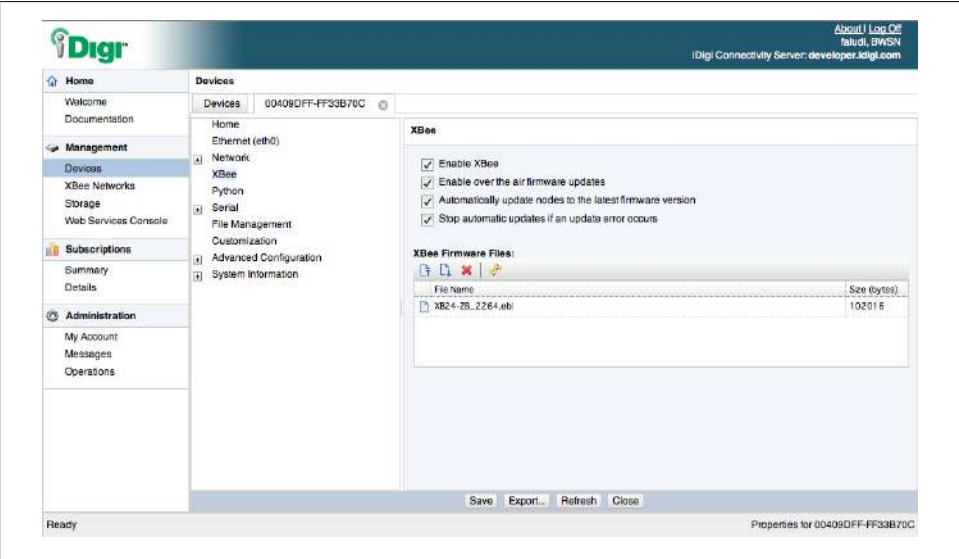 iDigi
About | Log Off
faludi, BWSN
iDigi Connectivity Server: developer.idigi.com
Home
Welcome
Documentation
Management
Devices
XBee Networks
Storage
Web Services Console
Subscriptions
Summary
Details
Administration
My Account
Messages
Operations
Devices
Devices
00409DFF-FF33B70C
Home
Ethernet (eth0)
Network
XBee
Python
Serial
File Management
Customization
Advanced Configuration
System Information
XBee
Enable XBee
Enable over the air firmware updates
Automatically update nodes to the latest firmware version
Stop automatic updates if an update error occurs
XBee Firmware Files:
File Name Size (bytes)
XB24-ZB_2264.ebl 102016
Save Export... Refresh Close
Ready
Properties for 00409DFF-FF33B70C